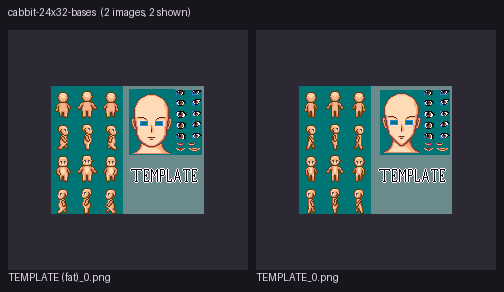 cabbit-24x32-bases (2 images, 2 shown)
TEMPLATE
TEMPLATE
TEMPLATE (fat)_0.png
TEMPLATE_0.png